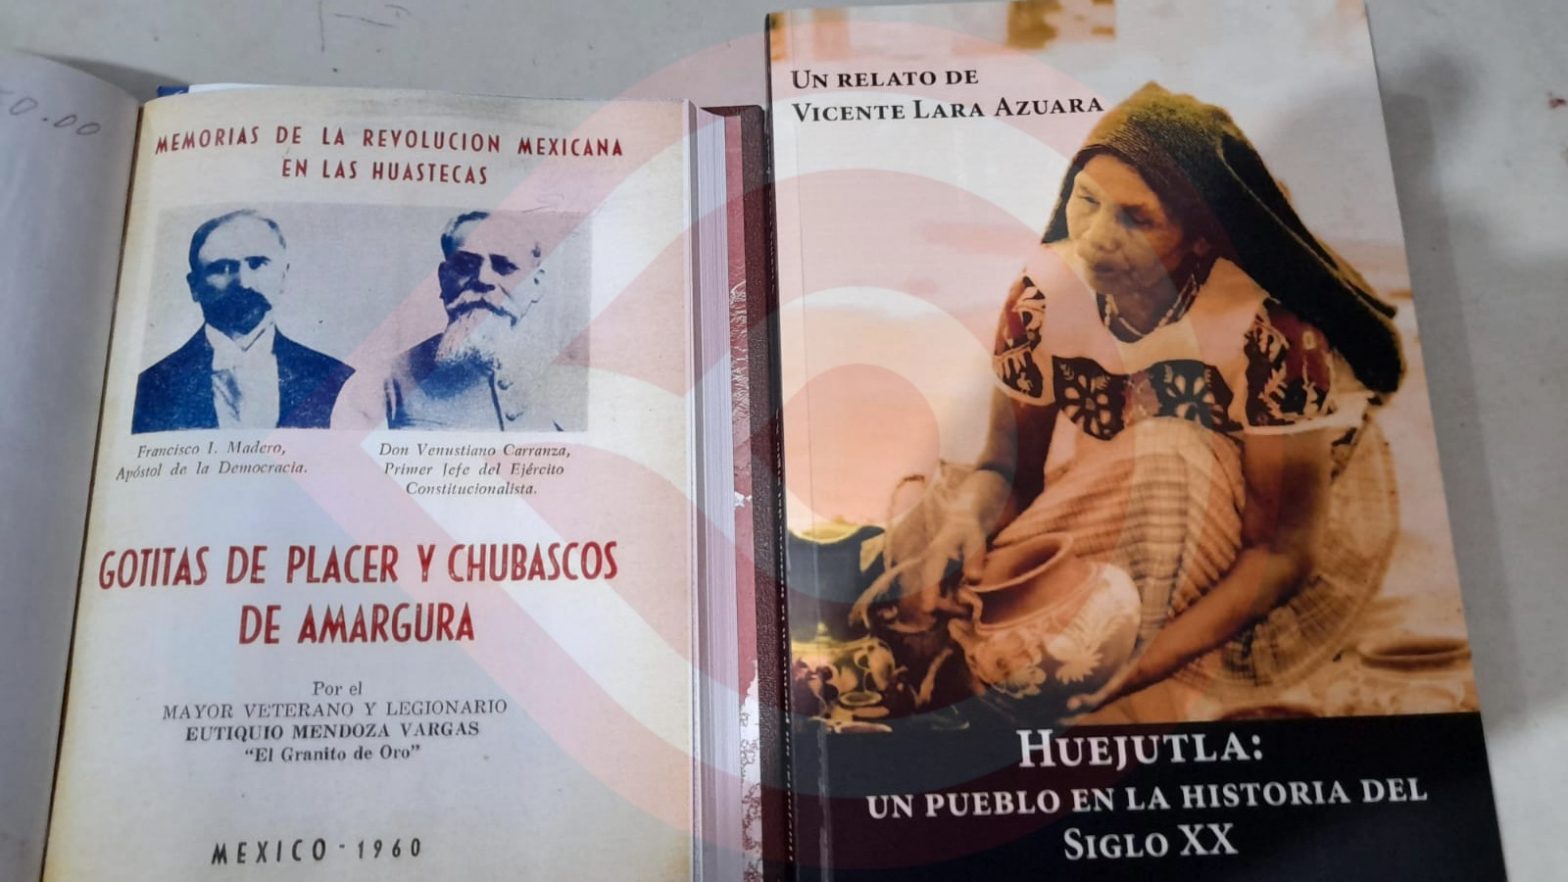 50.00
MEMORIAS DE LA REVOLUCION MEXICANA
EN LAS HUASTECAS
Francisco I. Madero,
Apóstol de la Democracia.
Don Venustiano Carranza,
Primer Jefe del Ejército
Constitucionalista.
GOTITAS DE PLACER Y CHUBASCOS
DE AMARGURA
Por el
MAYOR VETERANO Y LEGIONARIO
EUTIQUIO MENDOZA VARGAS
"El Granito de Oro"
MEXICO - 1960
UN RELATO DE
VICENTE LARA AZUARA
HUEJUTLA:
UN PUEBLO EN LA HISTORIA DEL
SIGLO XX